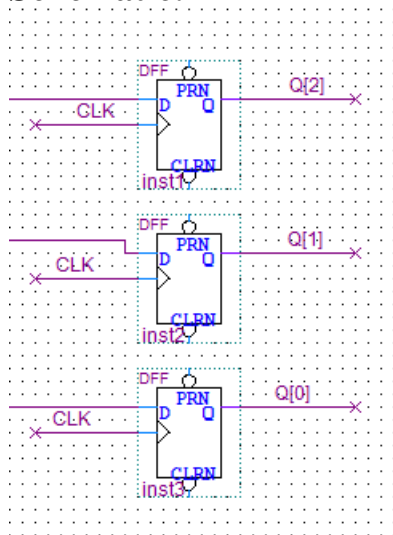 DFF
PRN
Q[2]
D Q
CLK
CLRN
inst1
DFF
PRN
Q[1]
D Q
CLK
CLRN
inst2
DFF
PRN
Q[0]
D Q
CLK
CLRN
inst3